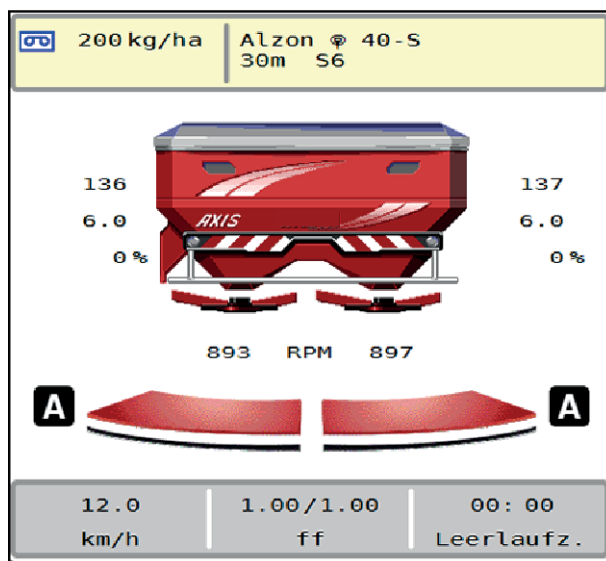 200 kg/ha Alzon 40-S
30m S6
136 137
6.0 AXIS 6.0
0% 0%
893 RPM 897
A A
12.0 1.00/1.00 00:00
km/h ff Leerlaufz.